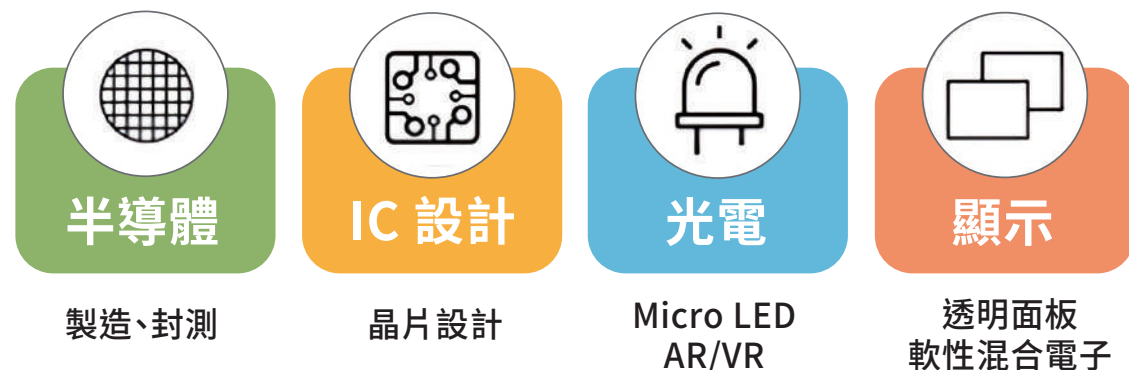 半導體
製造、封測
IC 設計
晶片設計
光電
Micro LED
AR/VR
顯示
透明面板
軟性混合電子